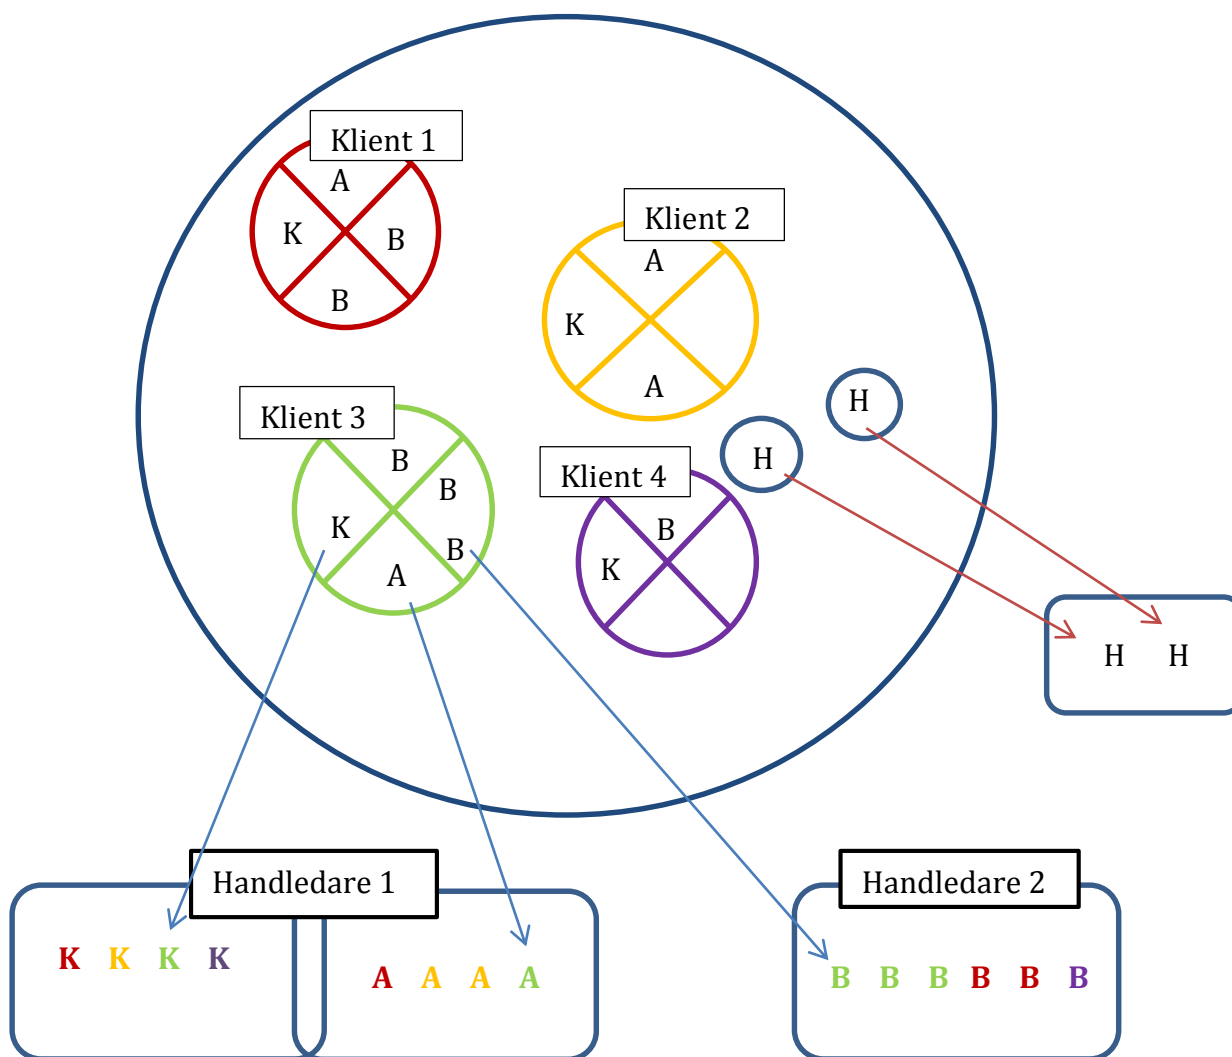 Klient 1
A
K
B
B
Klient 2
A
K
A
Klient 3
B
B
K
B
A
Klient 4
B
K
H
H
H H
Handledare 1
K K K K
A A A A
Handledare 2
B B B B B B